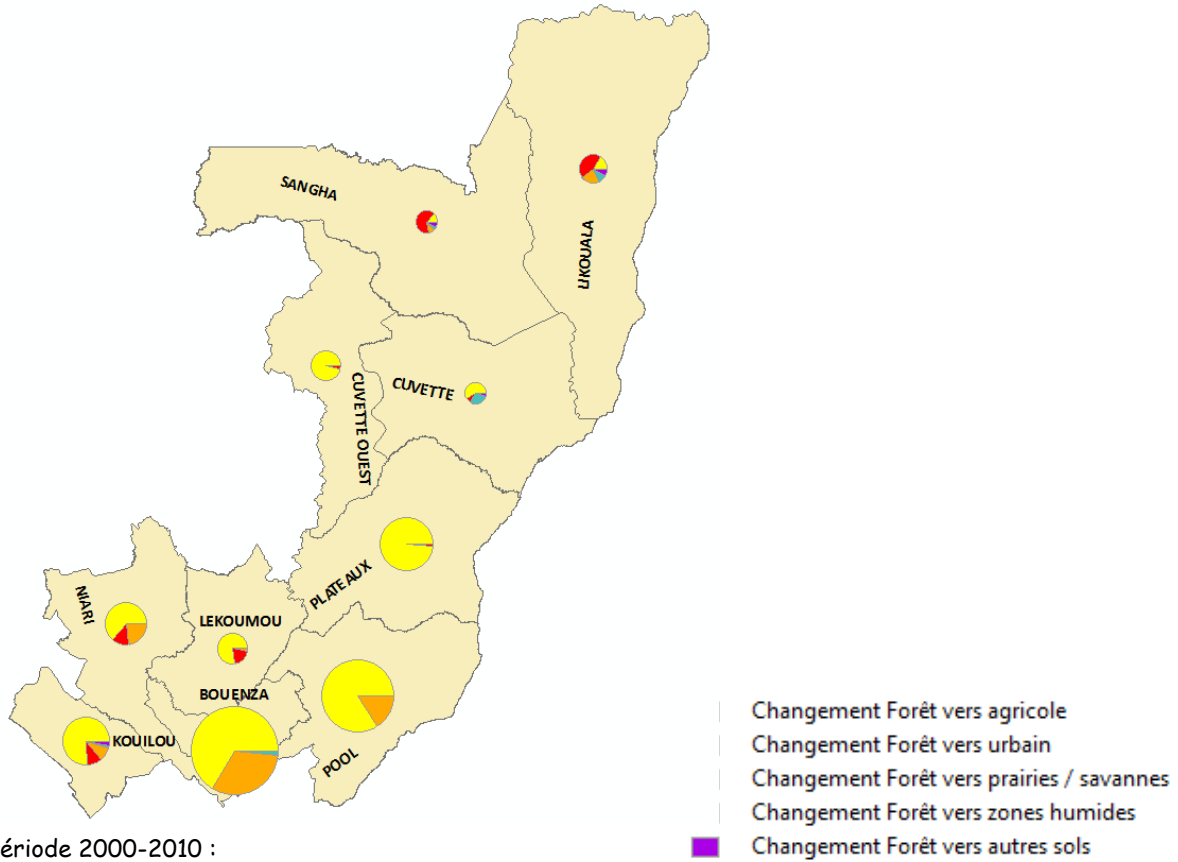 SANGHA
LIKOUALA
CUVETTE OUEST
CUVETTE
PLATEAUX
NIARI
LEKOUMOU
BOUENZA
KOUILOU
POOL
Changement Forêt vers agricole
Changement Forêt vers urbain
Changement Forêt vers prairies / savannes
Changement Forêt vers zones humides
Changement Forêt vers autres sols
ériode 2000-2010 :